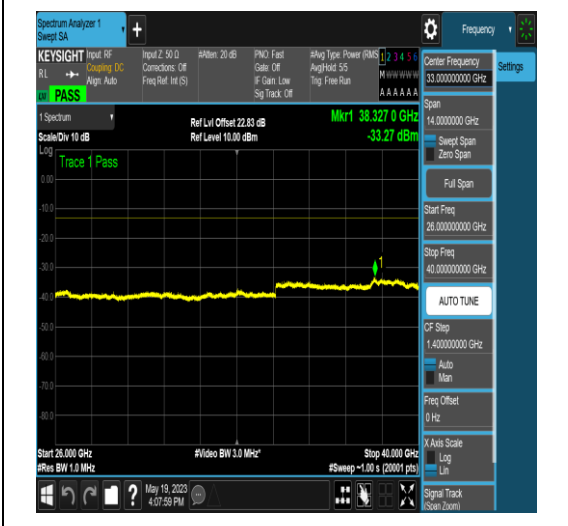 Spectrum Analyzer 1
Swept SA
Frequency
KEYSIGHT
RL
PASS
Input: RF
Coupling: DC
Align: Auto
Input Z: 50 Ω
Corrections: Off
Freq Ref: Int (S)
#Atten: 20 dB
PNO: Fast
Gate: Off
IF Gain: Low
Sig Track: Off
#Avg Type: Power (RMS
Avg|Hold: 5/5
Trig: Free Run
1 2 3 4 5 6
M W W W W W
A A A A A A
1 Spectrum
Scale/Div 10 dB
Ref Lvl Offset 22.83 dB
Ref Level 10.00 dBm
Mkr1 38.327 0 GHz
-33.27 dBm
Log
Trace 1 Pass
0.00
-10.0
-20.0
-30.0
-40.0
-50.0
-60.0
-70.0
-80.0
1
Start 26.000 GHz
#Res BW 1.0 MHz
#Video BW 3.0 MHz*
Stop 40.000 GHz
#Sweep ~1.00 s (20001 pts)
?
May 19, 2023
4:07:59 PM
Center Frequency
33.000000000 GHz
Settings
Span
14.0000000 GHz
Swept Span
Zero Span
Full Span
Start Freq
26.000000000 GHz
Stop Freq
40.000000000 GHz
AUTO TUNE
CF Step
1.400000000 GHz
Auto
Man
Freq Offset
0 Hz
X Axis Scale
Log
Lin
Signal Track
(Span Zoom)